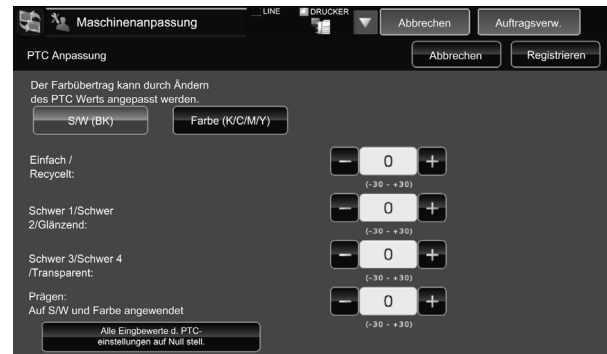 Maschinenanpassung
LINE
DRUCKER
Abbrechen
Auftragsverw.
PTC Anpassung
Abbrechen
Registrieren
Der Farbübertrag kann durch Ändern
des PTC Werts angepasst werden.
S/W (BK)
Farbe (K/C/M/Y)
Einfach /
Recycelt:
0
(-30 - +30)
Schwer 1/Schwer
2/Glänzend:
0
(-30 - +30)
Schwer 3/Schwer 4
/Transparent:
0
(-30 - +30)
Prägen:
Auf S/W und Farbe angewendet
0
(-30 - +30)
Alle Eingbewerte d. PTC-
einstellungen auf Null stell.